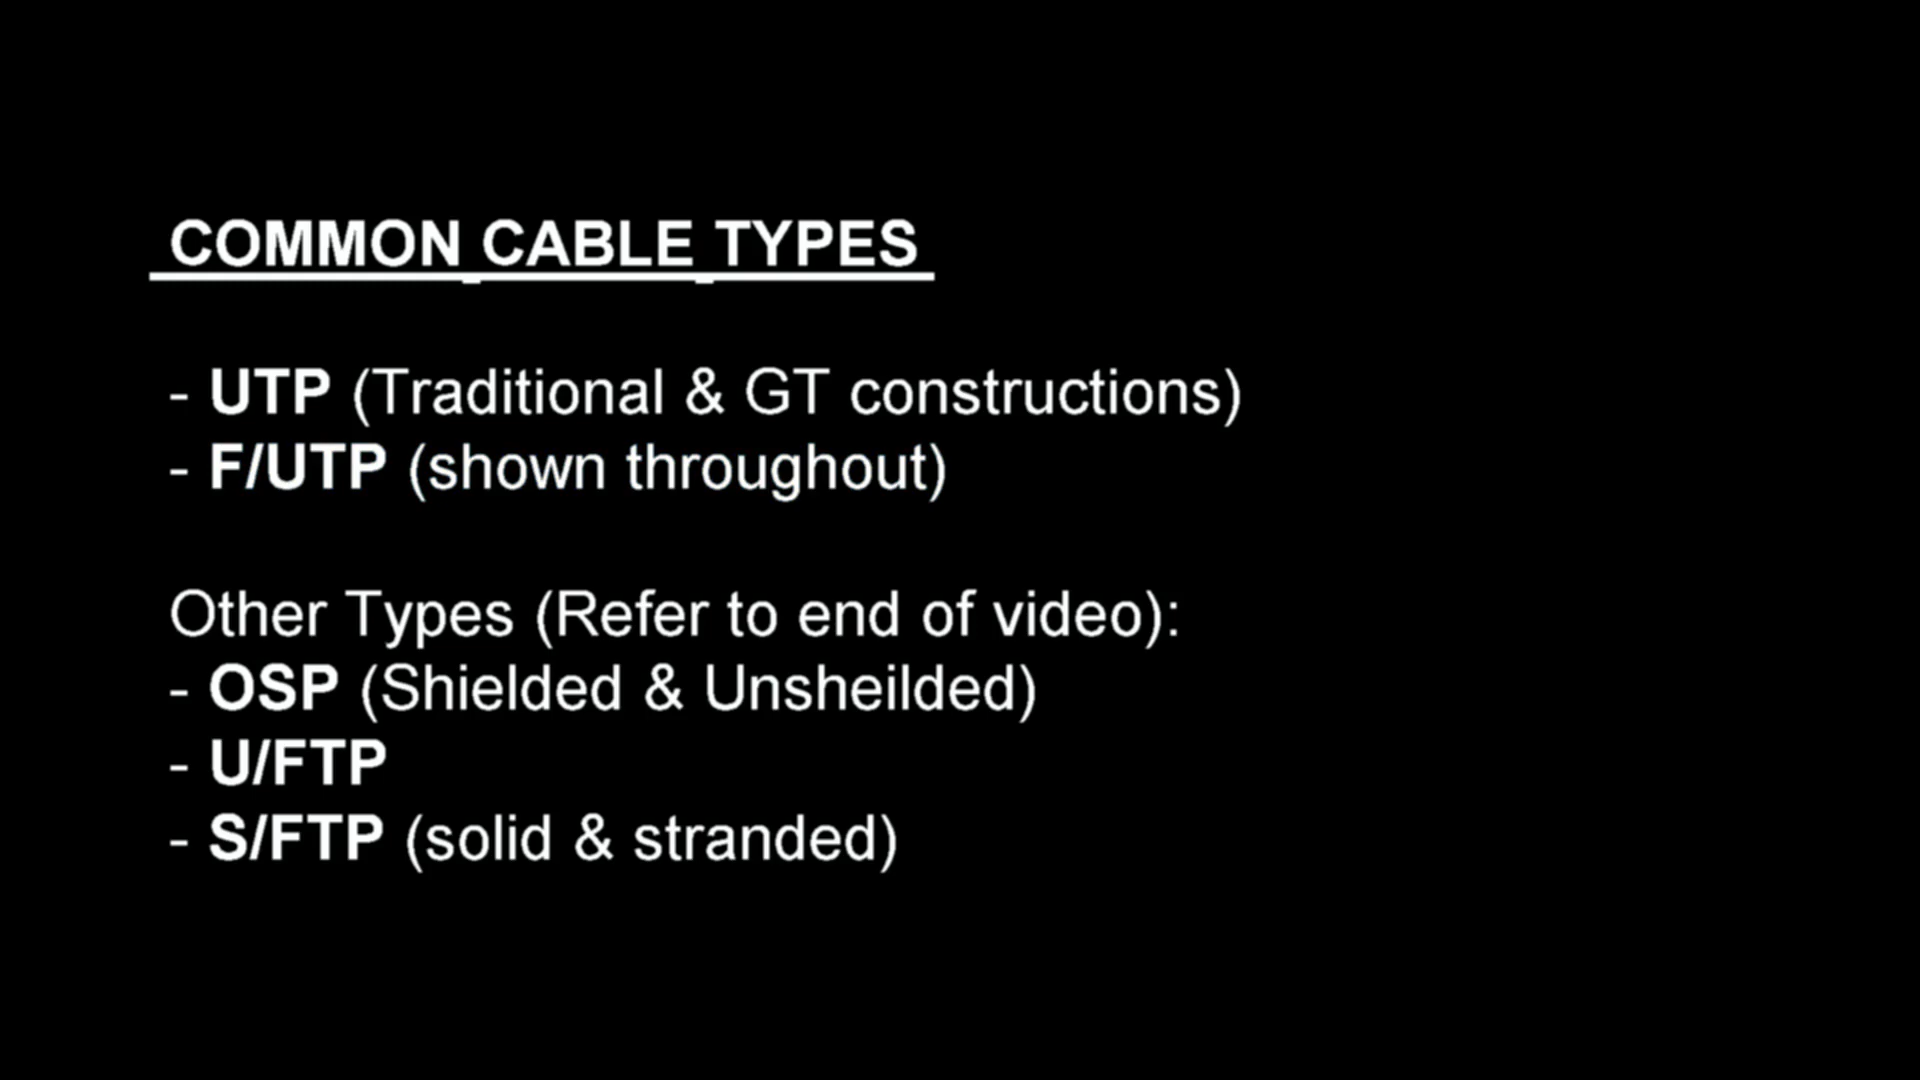 COMMON CABLE TYPES
- UTP (Traditional & GT constructions)
- F/UTP (shown throughout)
Other Types (Refer to end of video):
- OSP (Shielded & Unsheilded)
- U/FTP
- S/FTP (solid & stranded)